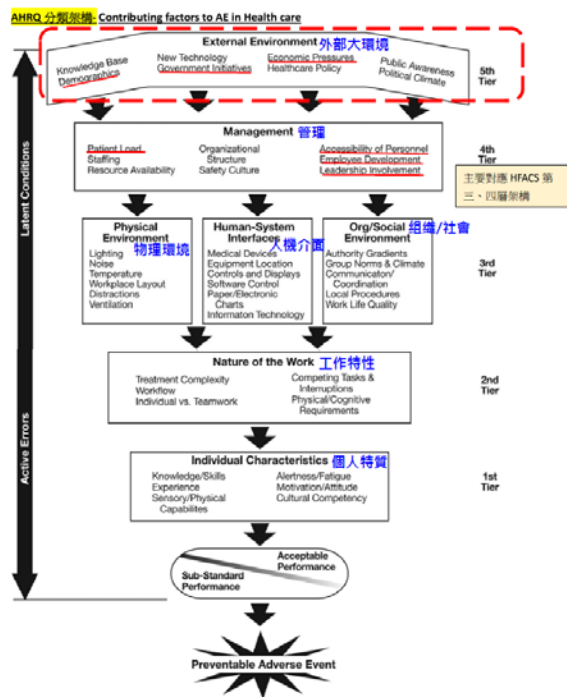 AHRQ 分類架構- Contributing factors to AE in Health care
External Environment 外部大環境
Knowledge Base
Demographics
New Technology
Government Initiatives
Economic Pressures
Healthcare Policy
Public Awareness
Political Climate
5th
Tier
Latent Conditions
Management 管理
Patient Load
Staffing
Resource Availability
Organizational
Structure
Safety Culture
Accessibility of Personnel
Employee Development
Leadership Involvement
4th
Tier
主要對應 HFACS 第
三、四層架構
Physical
Environment
物理環境
Lighting
Noise
Temperature
Workplace Layout
Distractions
Ventilation
Human-System
Interfaces
人機介面
Medical Devices
Equipment Location
Controls and Displays
Software Control
Paper/Electronic
Charts
Informaton Technology
Org/Social
Environment
組織/社會
Authority Gradients
Group Norms & Climate
Communicator/
Coordination
Local Procedures
Work Life Quality
3rd
Tier
Nature of the Work 工作特性
Treatment Complexity
Workflow
Individual vs. Teamwork
Competing Tasks &
Interruptions
Physical/Cognitive
Requirements
2nd
Tier
Active Errors
Individual Characteristics 個人特質
Knowledge/Skills
Experience
Sensory/Physical
Capabilites
Alertness/Fatigue
Motivation/Attitude
Cultural Competency
1st
Tier
Acceptable
Performance
Sub-Standard
Performance
Preventable Adverse Event